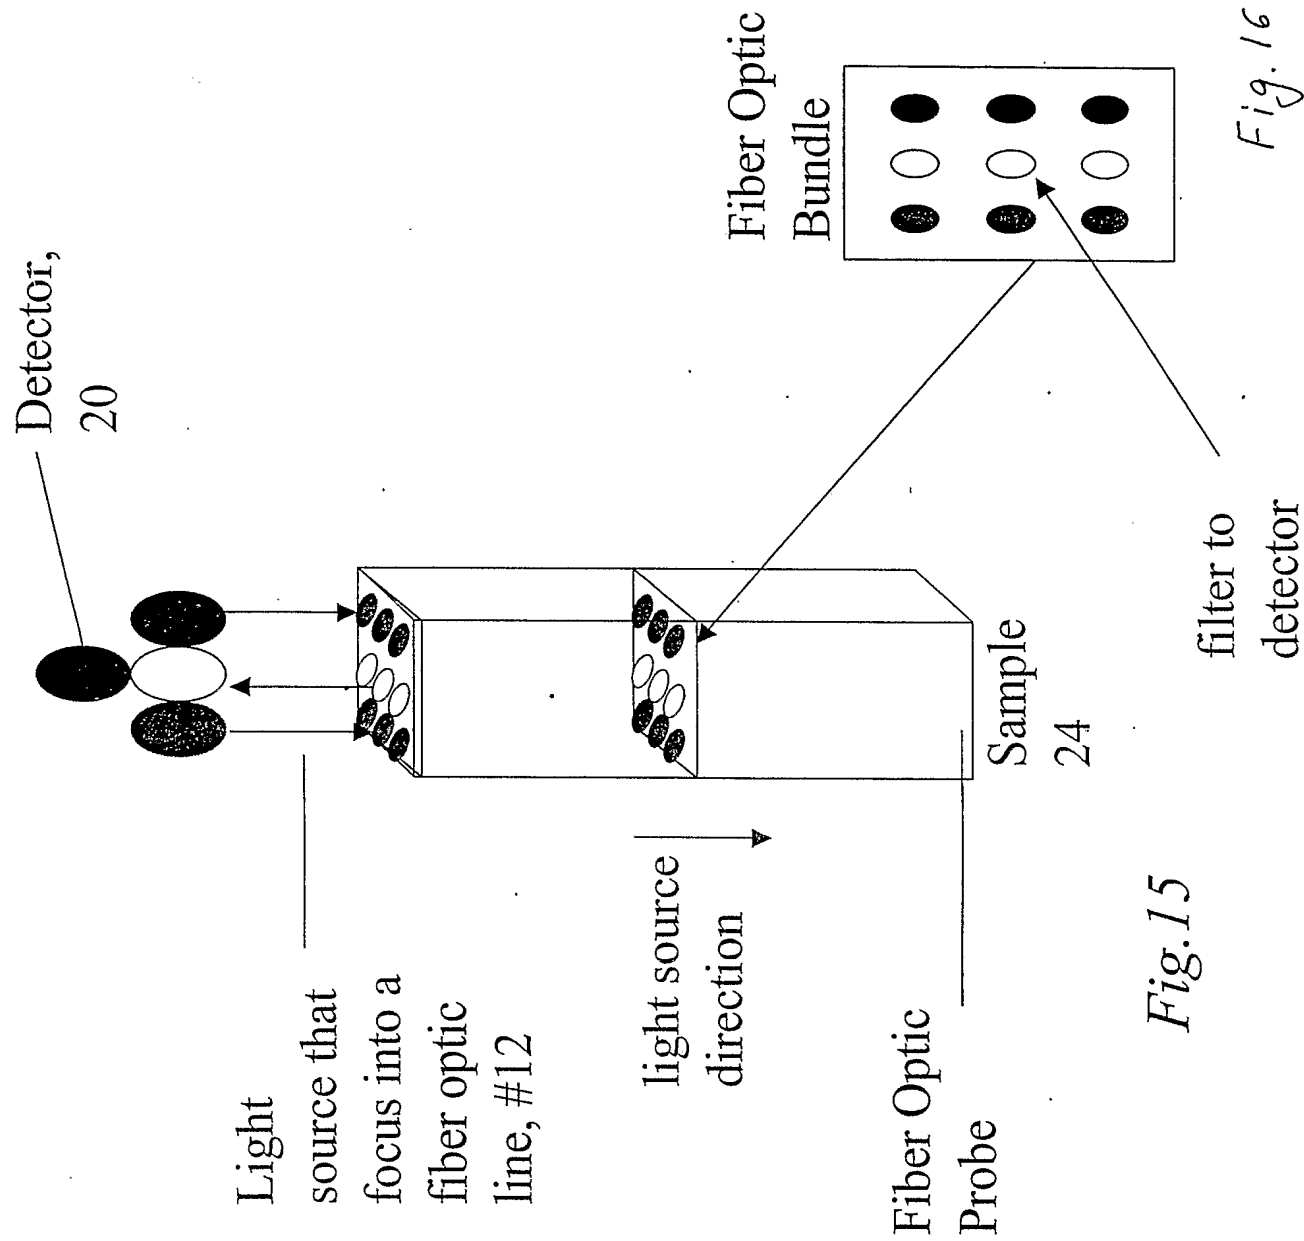 Detector,
20
Light
source that
focus into a
fiber optic
line, #12
light source
direction
Fiber Optic
Probe
Sample
24
Fig.15
Fiber Optic
Bundle
filter to
detector
Fig. 16